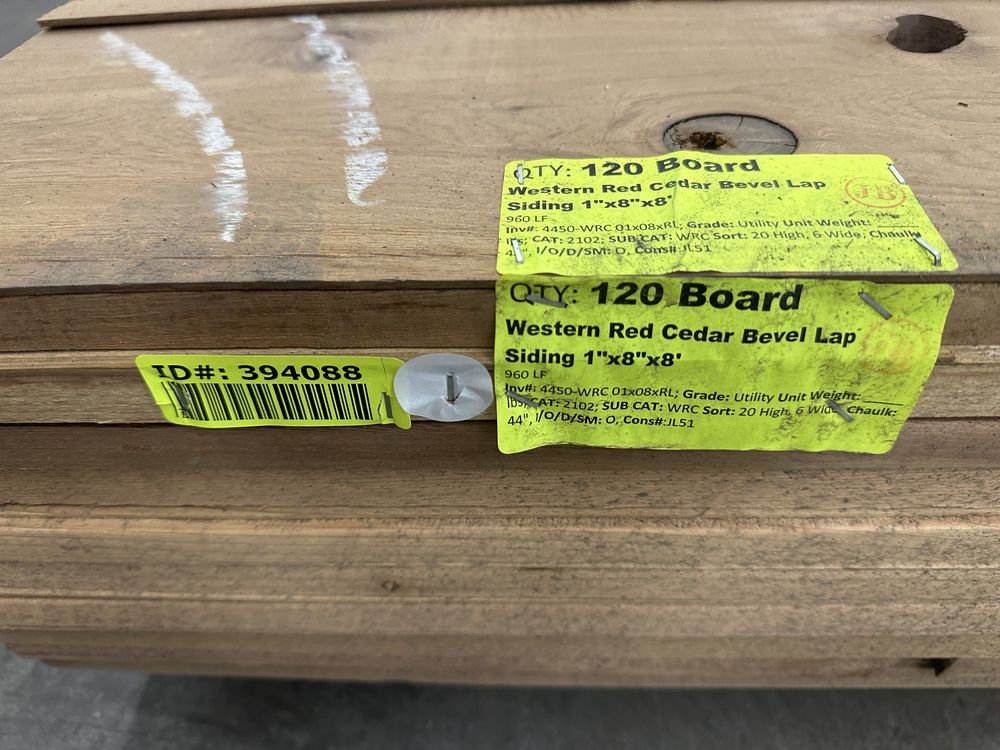 QTY: 120 Board
Western Red Cedar Bevel Lap
Siding 1"x8"x8'
960 LF
Inv#: 4450-WRC 01x08xRL; Grade: Utility Unit Weight:
lbs; CAT: 2102; SUB CAT: WRC Sort: 20 High, 6 Wide; Chaulk:
44", I/O/D/SM: O, Cons#:JL51
JB
QTY: 120 Board
Western Red Cedar Bevel Lap
Siding 1"x8"x8'
960 LF
Inv#: 4450-WRC 01x08xRL; Grade: Utility Unit Weight:
lbs; CAT: 2102; SUB CAT: WRC Sort: 20 High, 6 Wide; Chaulk:
44", I/O/D/SM: O, Cons#:JL51
ID#: 394088